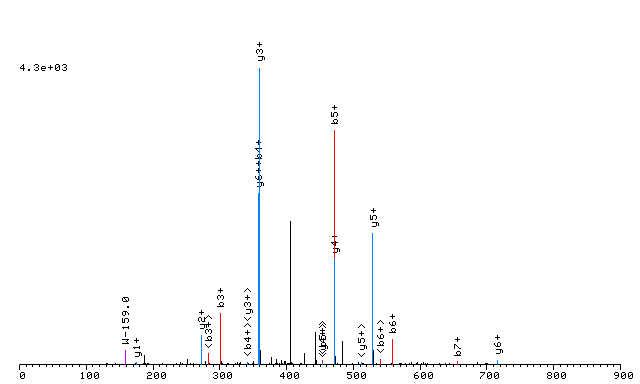 4.3e+03
y3+
b5+
y6++b4+
y5+
y4+
W-159.0
y1+
y2+
<b3+>
b3+
<b4+>
<y3+>
<y5+>
<b6+>
b6+
b7+
y6+
0 100 200 300 400 500 600 700 800 900